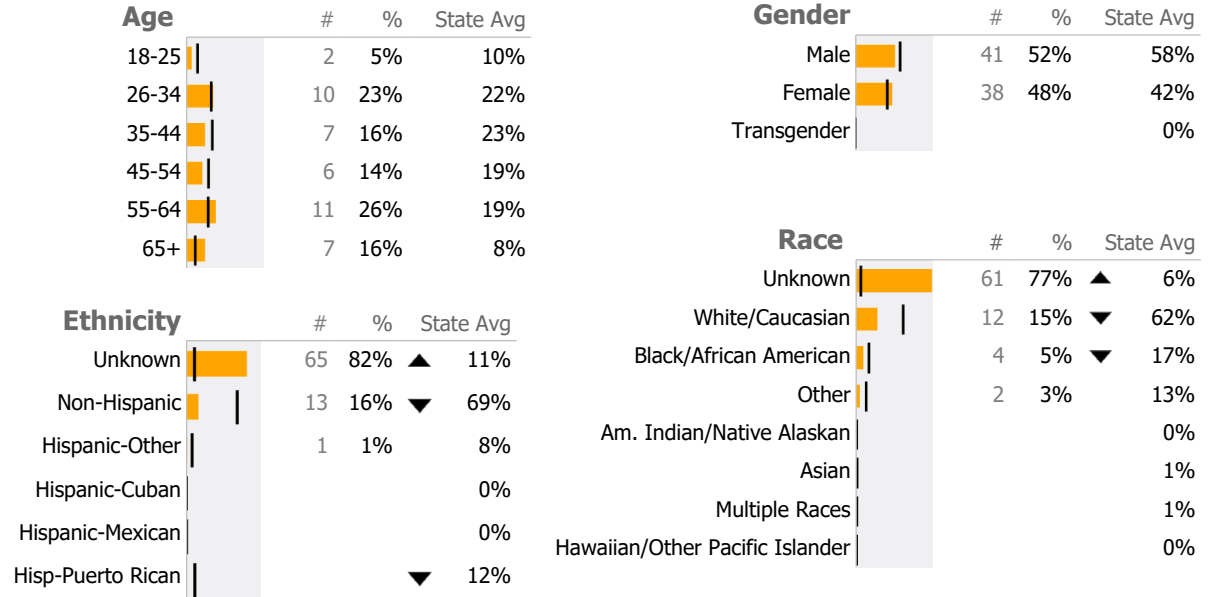 Age # % State Avg
18-25 2 5% 10%
26-34 10 23% 22%
35-44 7 16% 23%
45-54 6 14% 19%
55-64 11 26% 19%
65+ 7 16% 8%
Ethnicity # % State Avg
Unknown 65 82% ▲ 11%
Non-Hispanic 13 16% ▼ 69%
Hispanic-Other 1 1% 8%
Hispanic-Cuban 0%
Hispanic-Mexican 0%
Hisp-Puerto Rican ▼ 12%
Gender # % State Avg
Male 41 52% 58%
Female 38 48% 42%
Transgender 0%
Race # % State Avg
Unknown 61 77% ▲ 6%
White/Caucasian 12 15% ▼ 62%
Black/African American 4 5% ▼ 17%
Other 2 3% 13%
Am. Indian/Native Alaskan 0%
Asian 1%
Multiple Races 1%
Hawaiian/Other Pacific Islander 0%